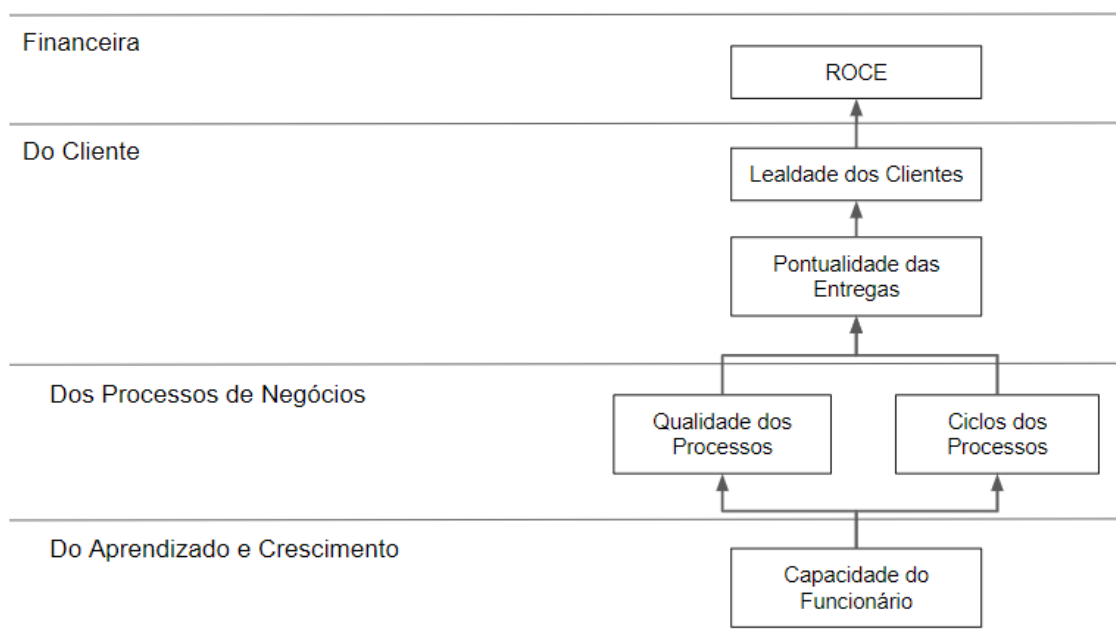 Financeira
ROCE
Do Cliente
Lealdade dos Clientes
Pontualidade das
Entregas
Dos Processos de Negócios
Qualidade dos
Processos
Ciclos dos
Processos
Do Aprendizado e Crescimento
Capacidade do
Funcionário